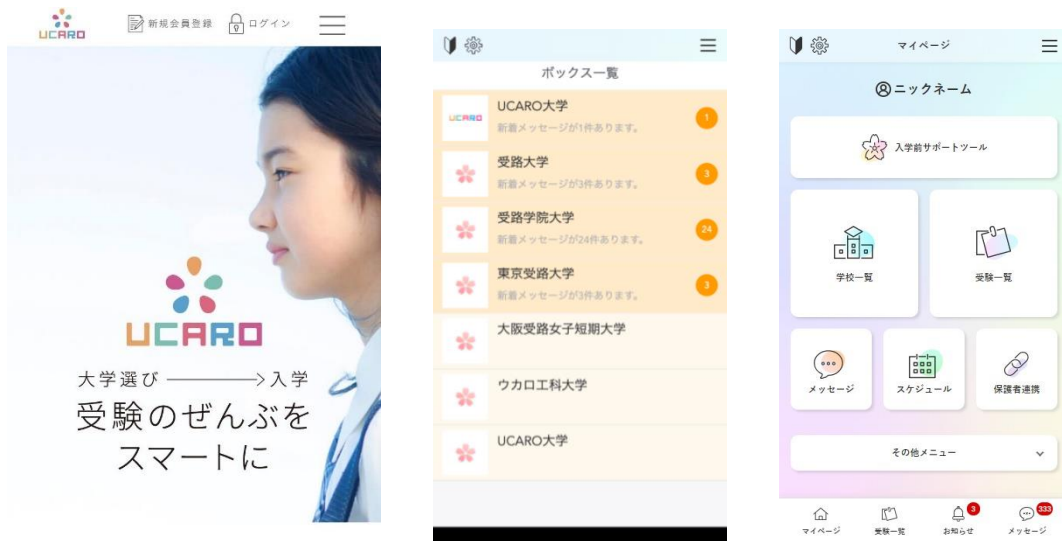 UCARO
新規会員登録
ログイン
UCARO
大学選び
入学
受験のぜんぶを
スマートに
ボックス一覧
UCARO
UCARO大学
新着メッセージが1件あります。
1
受路大学
新着メッセージが3件あります。
3
受路学院大学
新着メッセージが24件あります。
24
東京受路大学
新着メッセージが3件あります。
3
大阪受路女子短期大学
ウカロ工科大学
UCARO大学
マイページ
ニックネーム
入学前サポートツール
学校一覧
受験一覧
メッセージ
スケジュール
保護者連携
その他メニュー
マイページ
受験一覧
3
お知らせ
333
メッセージ